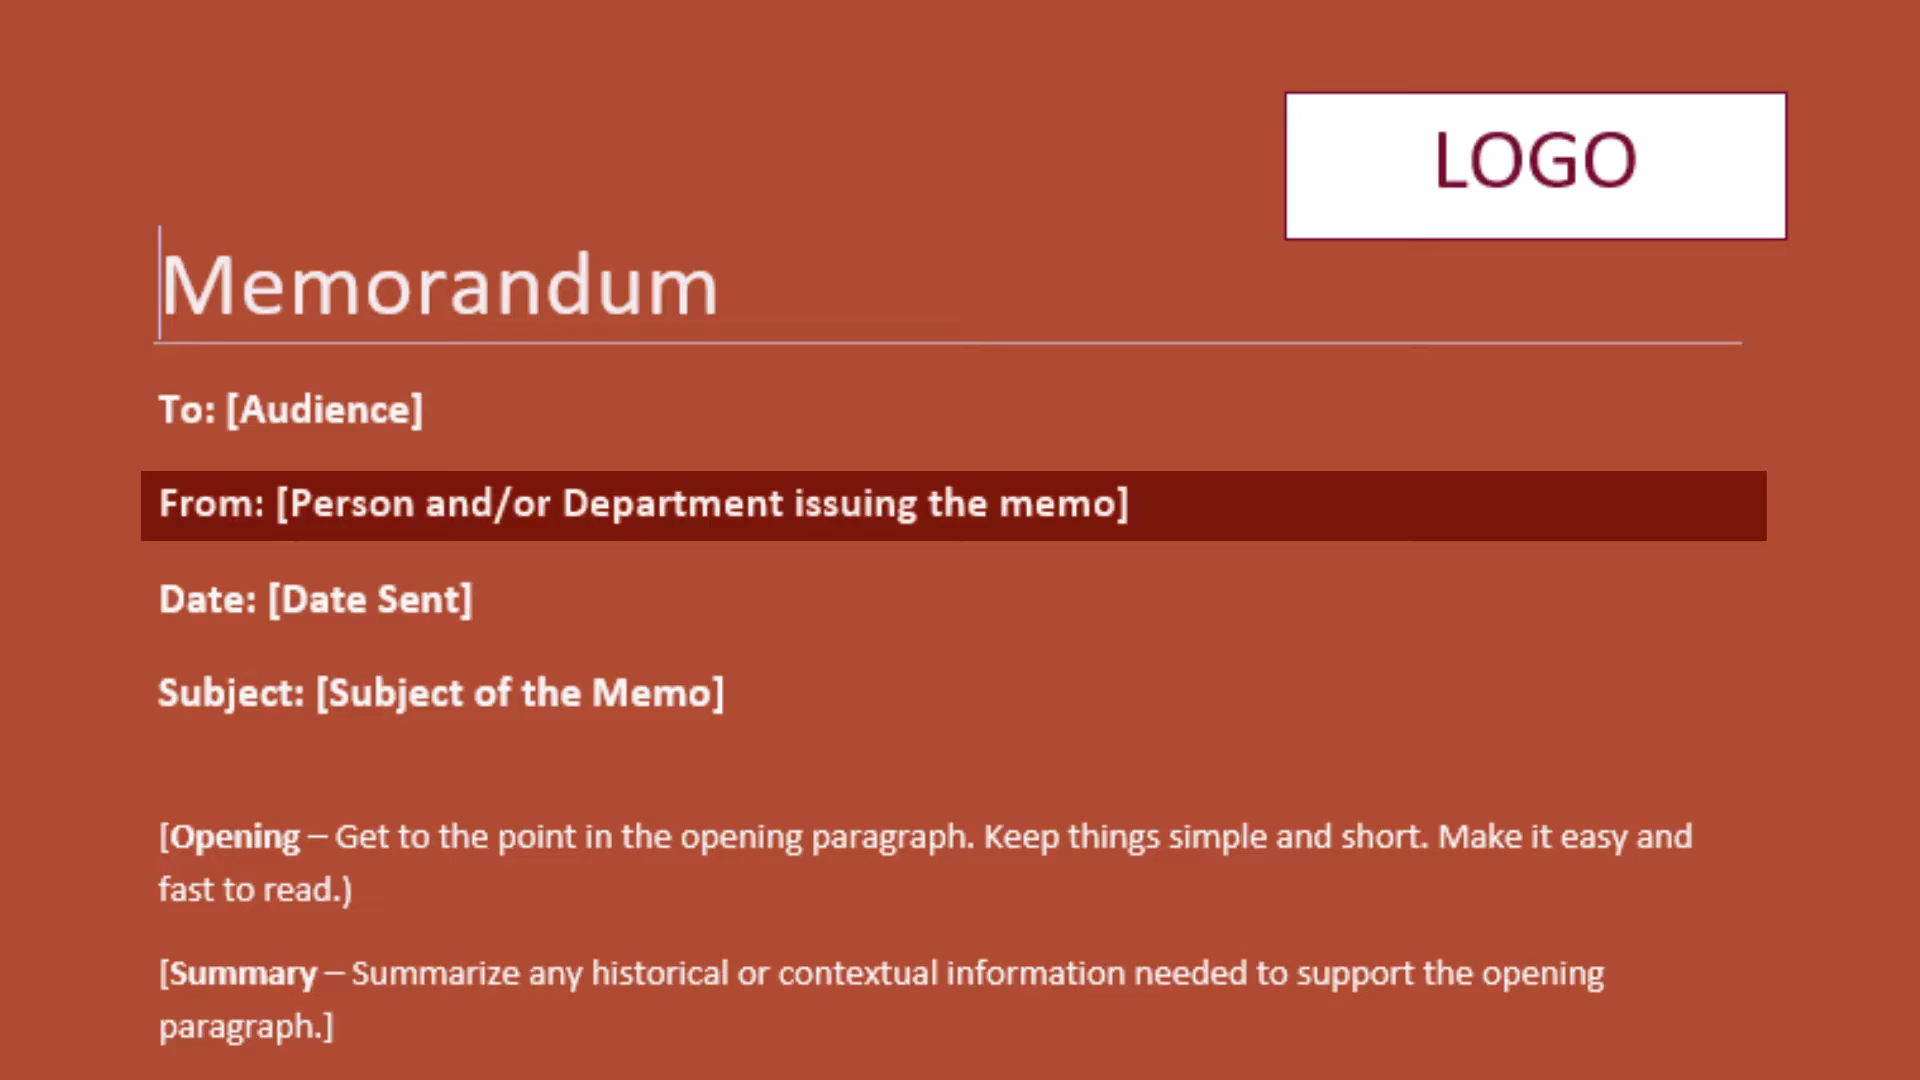 LOGO
Memorandum
To: [Audience]
From: [Person and/or Department issuing the memo]
Date: [Date Sent]
Subject: [Subject of the Memo]
[Opening – Get to the point in the opening paragraph. Keep things simple and short. Make it easy and
fast to read.)
[Summary – Summarize any historical or contextual information needed to support the opening
paragraph.]